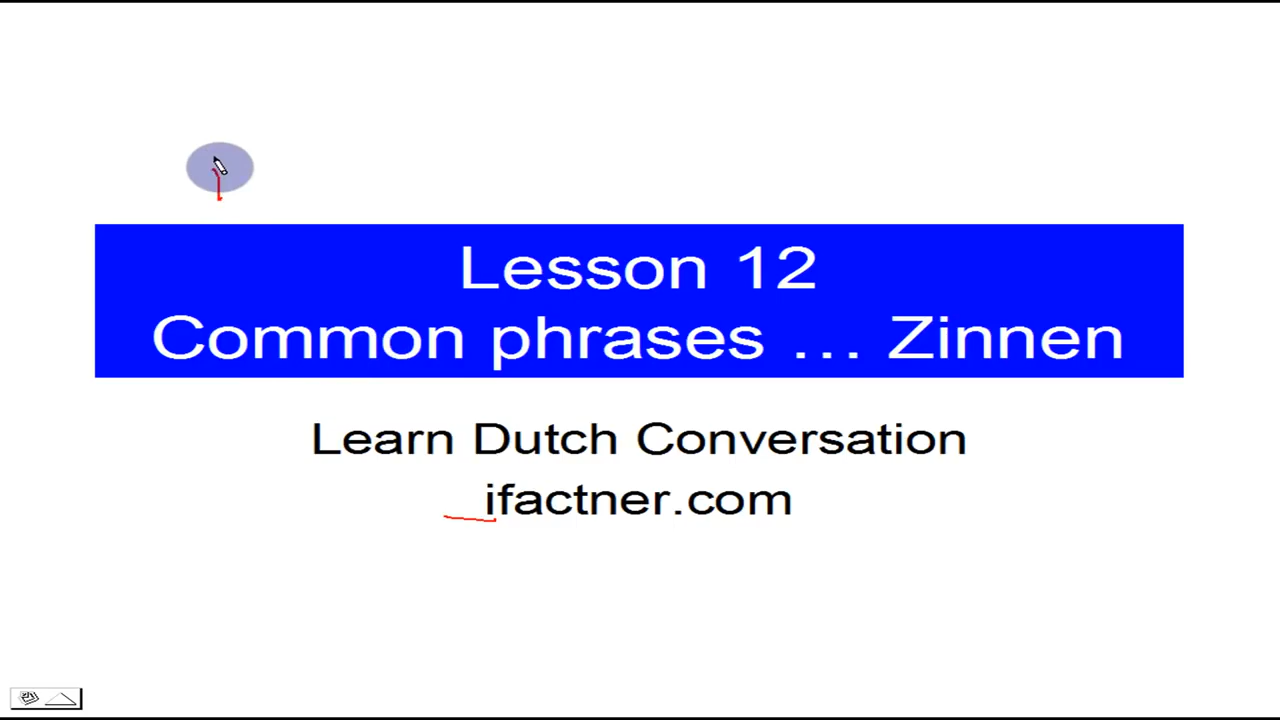 Lesson 12
Common phrases ... Zinnen
Learn Dutch Conversation
ifactner.com